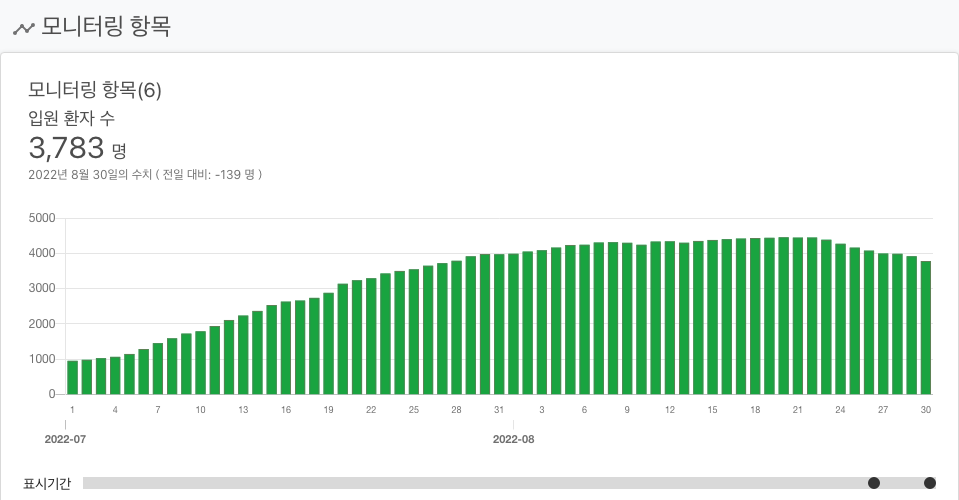 모니터링 항목
모니터링 항목(6)
입원 환자 수
3,783 명
2022년 8월 30일의 수치 ( 전일 대비: -139 명 )
5000
4000
3000
2000
1000
0
1 4 7 10 13 16 19 22 25 28 31 3 6 9 12 15 18 21 24 27 30
2022-07 2022-08
표시기간